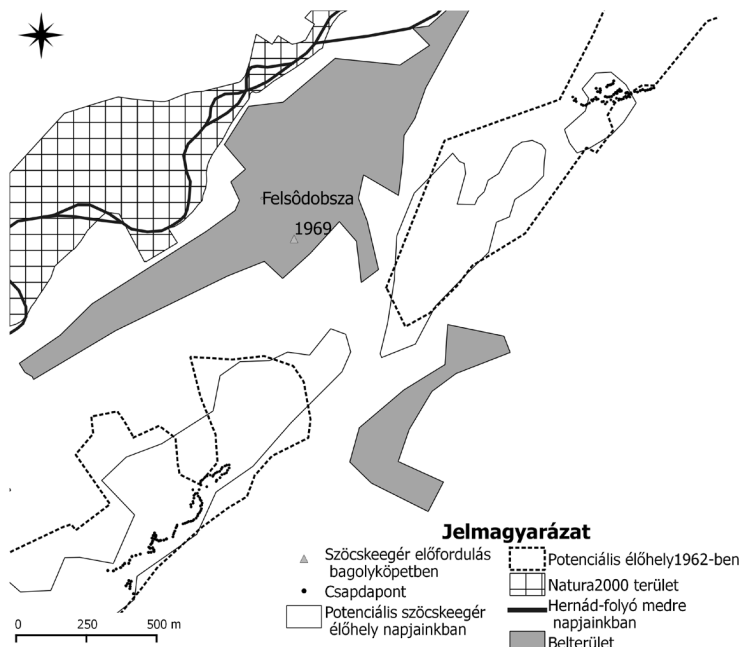 Felsôdobsza
1969
Jelmagyarázat
Szöcskeegér előfordulás
bagolyköpetben
Csapdapont
Potenciális szöcskeegér
élőhely napjainkban
Potenciális élőhely1962-ben
Natura2000 terület
Hernád-folyó medre
napjainkban
Belterület
0 250 500 m